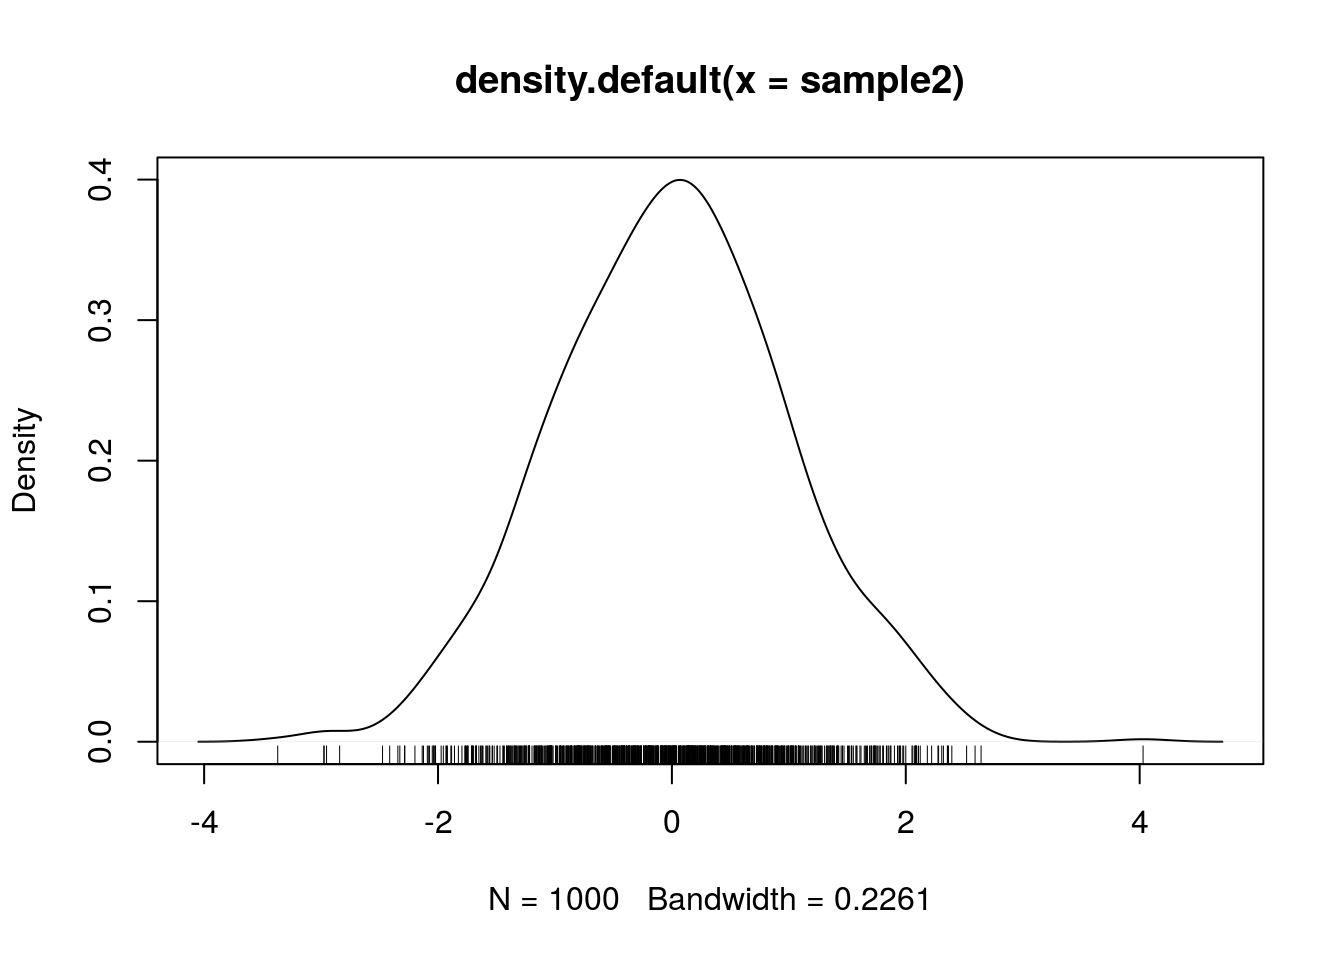 density.default(x = sample2)
Density
0.4
0.3
0.2
0.1
0.0
-4 -2 0 2 4
N = 1000   Bandwidth = 0.2261